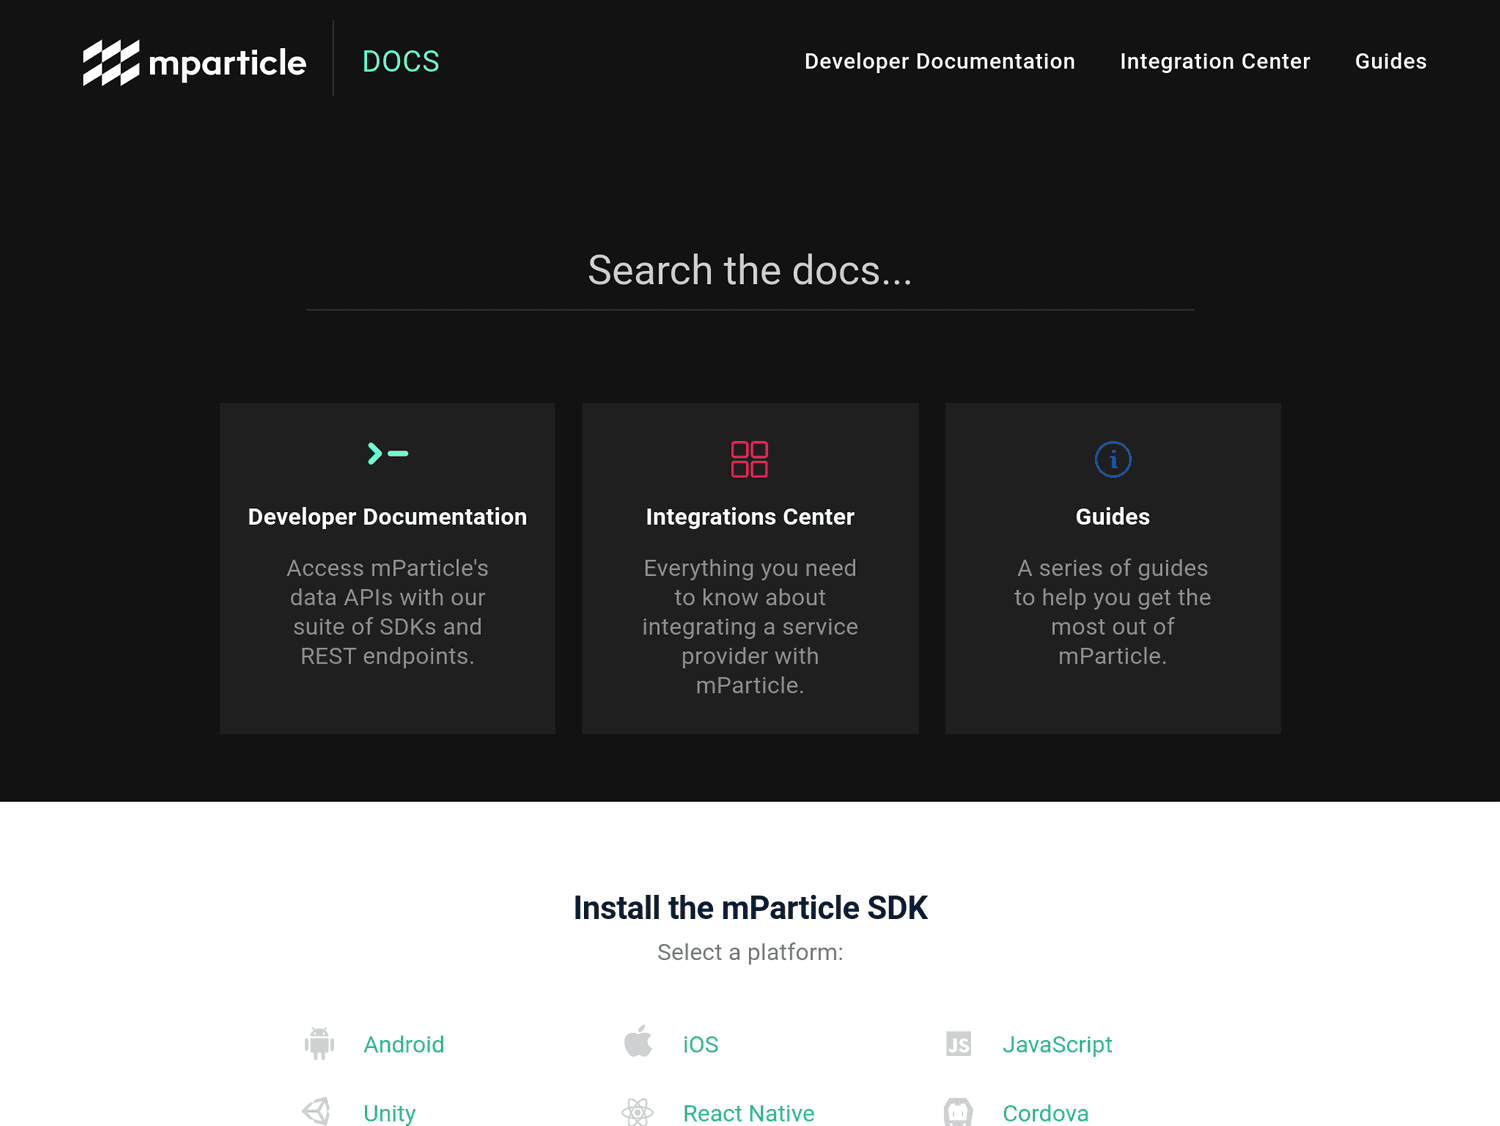 mparticle
DOCS
Developer Documentation
Integration Center
Guides
Search the docs...
Developer Documentation
Access mParticle's
data APIs with our
suite of SDKs and
REST endpoints.
Integrations Center
Everything you need
to know about
integrating a service
provider with
mParticle.
Guides
A series of guides
to help you get the
most out of
mParticle.
Install the mParticle SDK
Select a platform:
Android
iOS
JS
JavaScript
Unity
React Native
Cordova